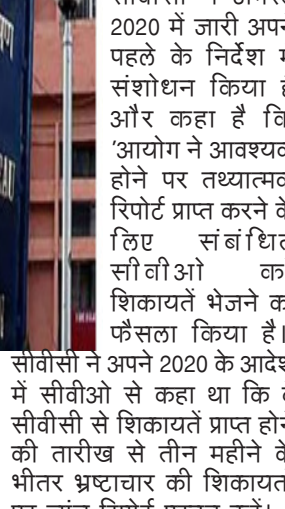 2020 में जारी अपने
पहले के निर्देश में
संशोधन किया है
और कहा है कि
'आयोग ने आवश्यक
होने पर तथ्यात्मक
रिपोर्ट प्राप्त करने के
लिए संबंधित
सीवीओ को
शिकायतें भेजने का
फैसला किया है।
सीवीसी ने अपने 2020 के आदेश
में सीवीओ से कहा था कि वे
सीवीसी से शिकायतें प्राप्त होने
की तारीख से तीन महीने के
भीतर भ्रष्टाचार की शिकायत